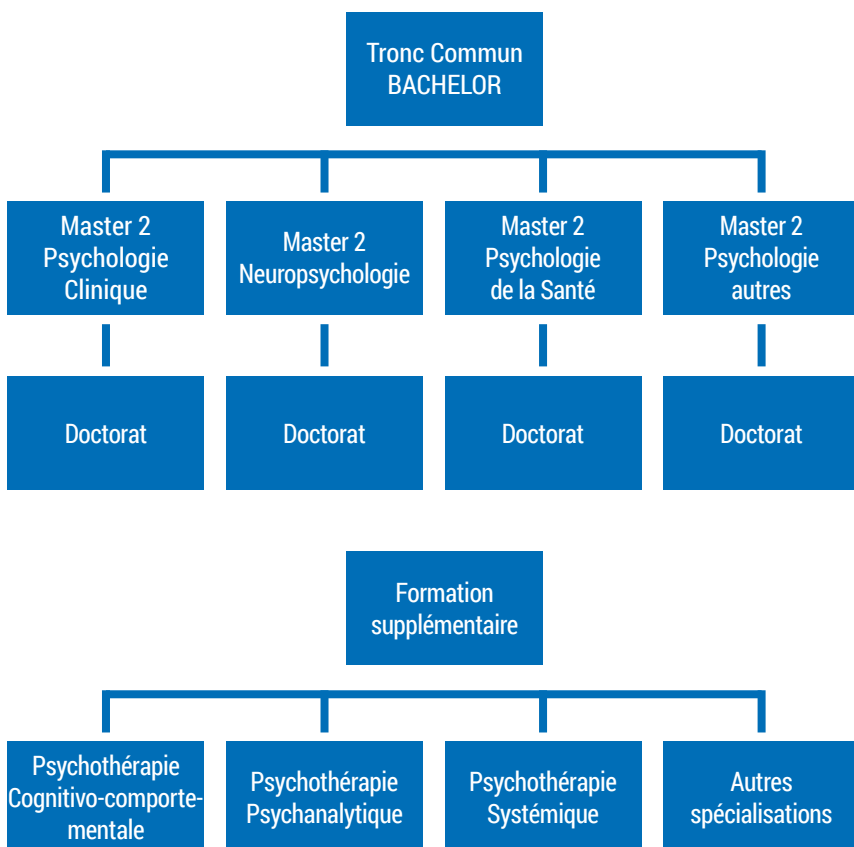 Tronc Commun
BACHELOR
Master 2
Psychologie
Clinique
Master 2
Neuropsychologie
Master 2
Psychologie
de la Santé
Master 2
Psychologie
autres
Doctorat
Doctorat
Doctorat
Doctorat
Formation
supplémentaire
Psychothérapie
Cognitivo-comporte-
mentale
Psychothérapie
Psychanalytique
Psychothérapie
Systémique
Autres
spécialisations